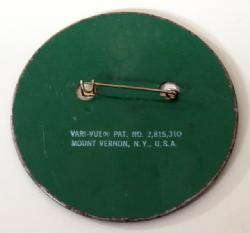 VARI-VUE® PAT. NO. 2,815,310
MOUNT VERNON, N.Y., U.S.A.